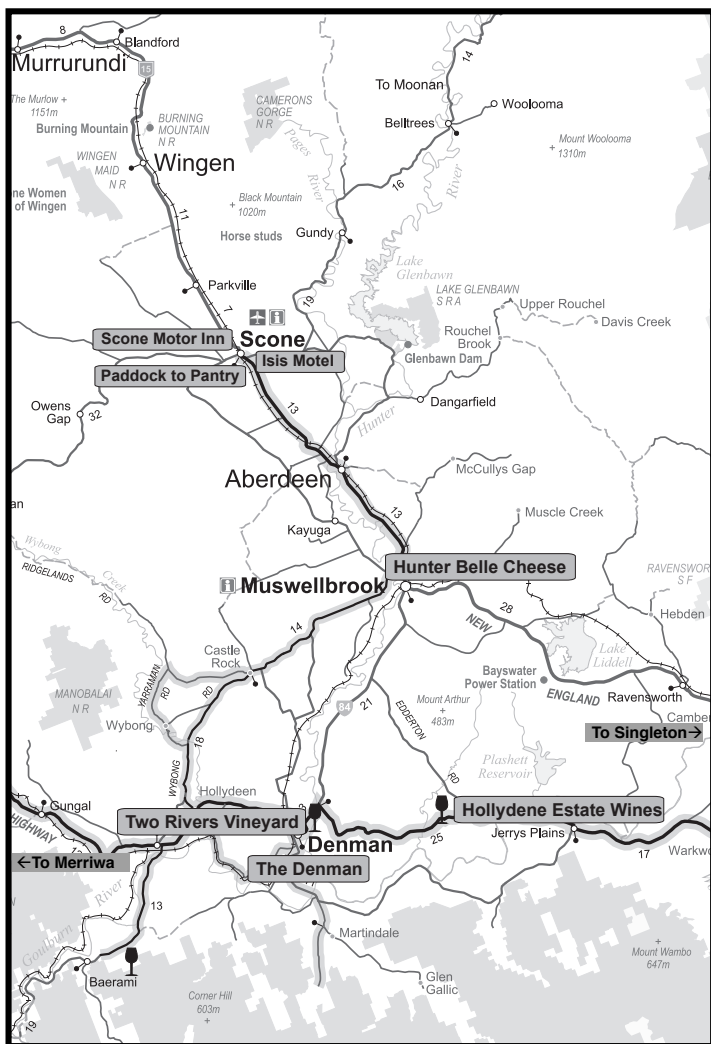 8
Blandford
Murrurundi
15
14
To Moonan
Woolooma
Belltrees
The Murlow +
1151m
Burning Mountain
BURNING
MOUNTAIN
N R
CAMERONS
GORGE
N R
Pages
River
River
Mount Woolooma
+ 1310m
WINGEN
MAID
N R
Wingen
ne Women
of Wingen
16
11
+
Black Mountain
1020m
Horse studs
Gundy
Lake
Glenbawn
LAKE GLENBAWN
S R A
Parkville
19
7
Upper Rouchel
Davis Creek
Rouchel
Brook
Scone Motor Inn
Scone
Isis Motel
Glenbawn Dam
Paddock to Pantry
Owens
Gap
32
13
Dangarfield
Hunter
Aberdeen
McCullys Gap
an
13
Muscle Creek
Kayuga
Wybong
Creek
RIDGELANDS
RD
Hunter Belle Cheese
RAVENSWOR
S F
Muswellbrook
28
Hebden
14
NEW
Castle
Rock
Lake
Liddell
YARRAMAN
RD
RD
MANOBALAI
N R
Bayswater
Power Station
ENGLAND
Ravensworth
84
21
Mount Arthur
+
483m
EDDERTON
RD
Wybong
18
Camber
To Singleton→
WYBONG
Plashett
Reservoir
Hollydeen
Gungal
HIGHWAY
Two Rivers Vineyard
Hollydene Estate Wines
Denman
25
Jerrys Plains
←To Merriwa
17
Warkwo
The Denman
River
13
Goulburn
Martindale
Baerami
+
Mount Wambo
647m
Glen
Gallic
Corner Hill
603m
+
19